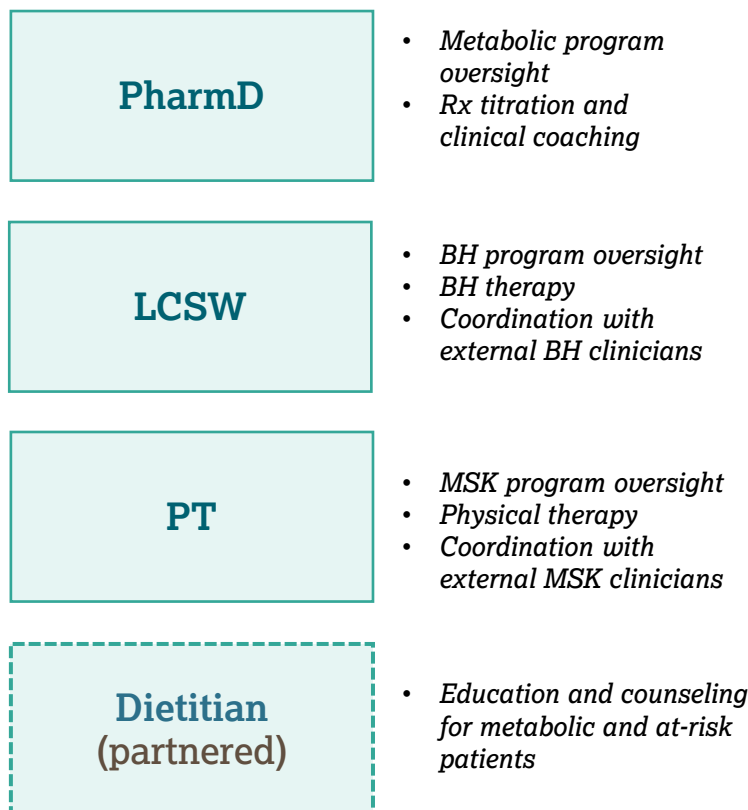 PharmD
• Metabolic program
oversight
• Rx titration and
clinical coaching
LCSW
• BH program oversight
• BH therapy
• Coordination with
external BH clinicians
PT
• MSK program oversight
• Physical therapy
• Coordination with
external MSK clinicians
Dietitian
(partnered)
• Education and counseling
for metabolic and at-risk
patients